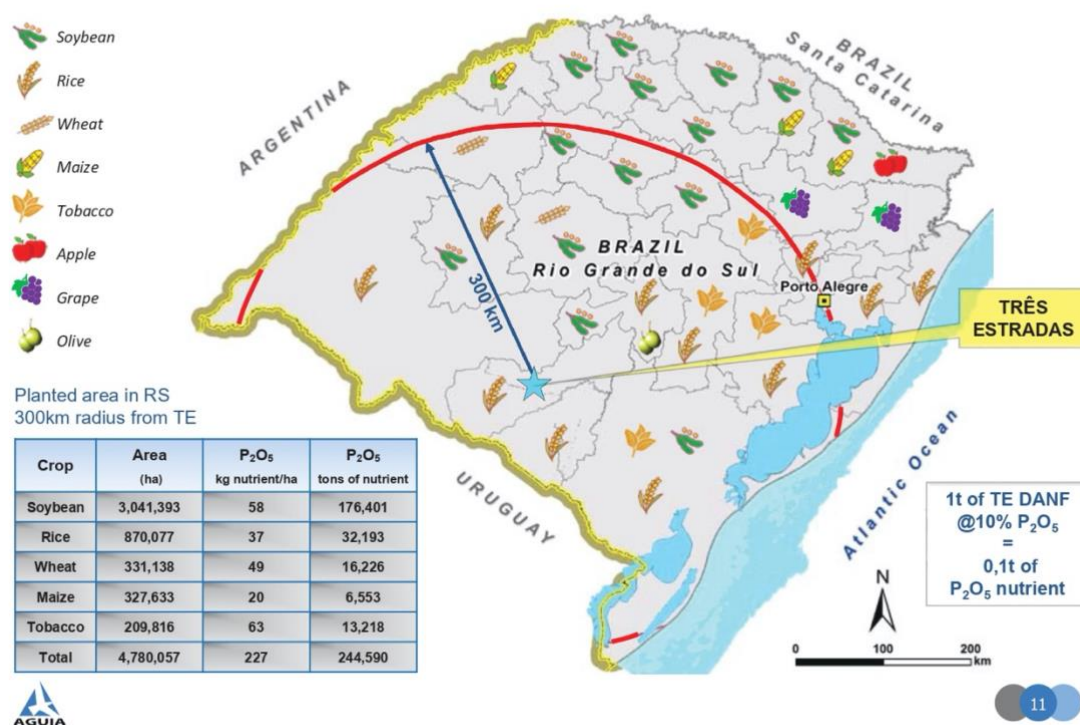 Soybean
Rice
Wheat
Maize
Tobacco
Apple
Grape
Olive
ARGENTINA
BRAZIL
Santa Catarina
BRAZIL
Rio Grande do Sul
300 km
Porto Alegre
TRÊS
ESTRADAS
URUGUAY
Atlantic Ocean
Planted area in RS
300km radius from TE
Crop Area (ha) P₂O₅ kg nutrient/ha P₂O₅ tons of nutrient
Soybean 3,041,393 58 176,401
Rice 870,077 37 32,193
Wheat 331,138 49 16,226
Maize 327,633 20 6,553
Tobacco 209,816 63 13,218
Total 4,780,057 227 244,590
1t of TE DANF
@10% P₂O₅
=
0,1t of
P₂O₅ nutrient
N
0 100 200
km
AGUIA
11